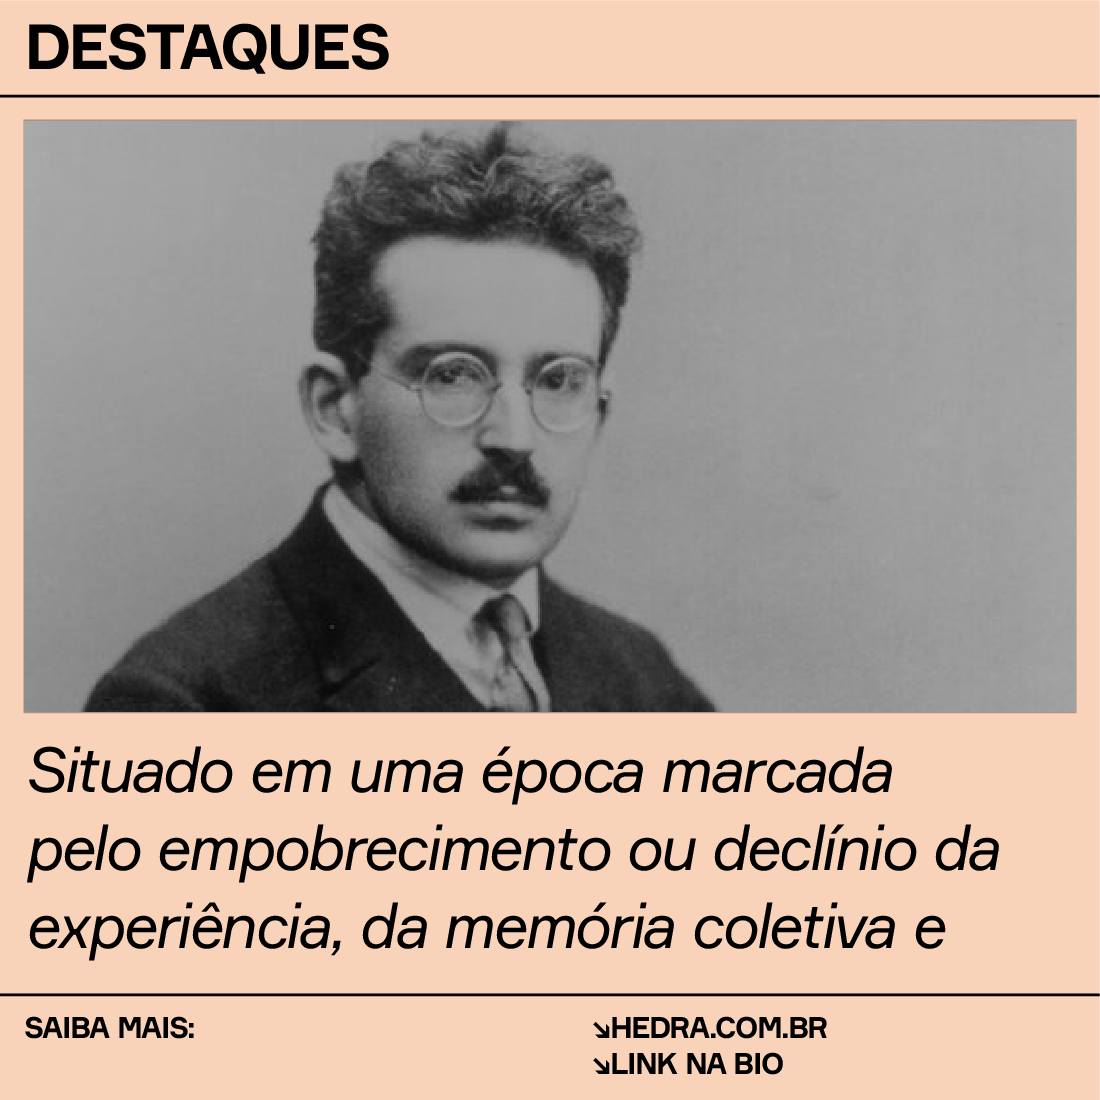 DESTAQUES
Situado em uma época marcada
pelo empobrecimento ou declínio da
experiência, da memória coletiva e
SAIBA MAIS:
↘HEDRA.COM.BR
↘LINK NA BIO